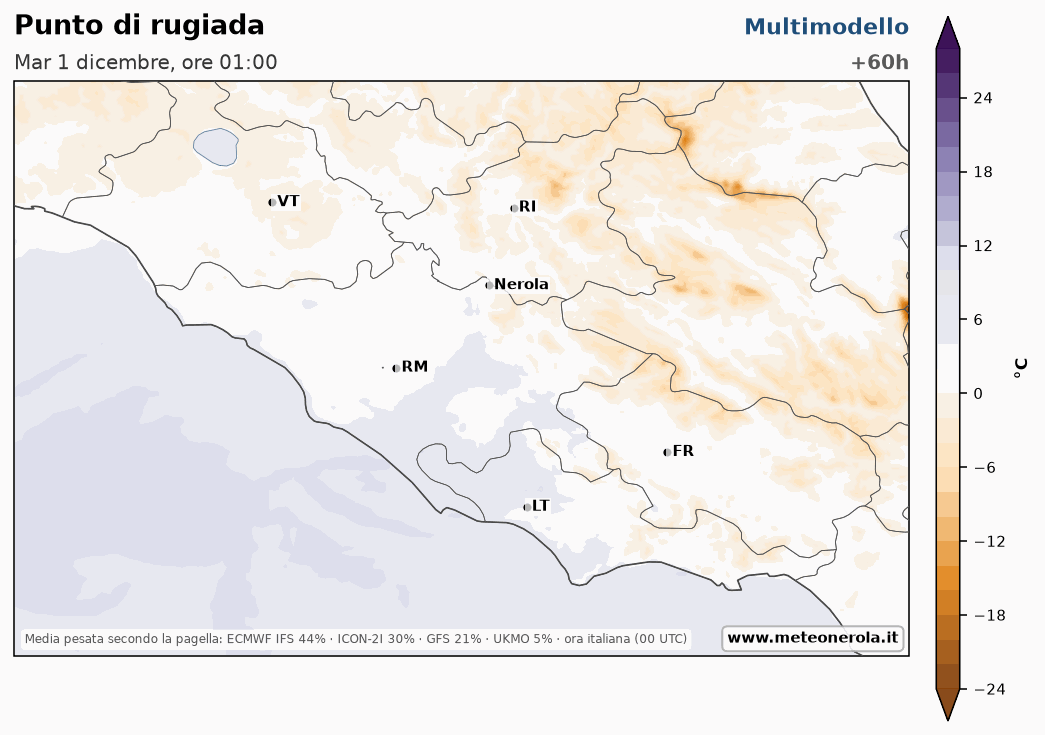 Punto di rugiada
Multimodello
Mar 1 dicembre, ore 01:00
+60h
VT
RI
Nerola
RM
FR
LT
24
18
12
6
0
−6
−12
−18
−24
°C
Media pesata secondo la pagella: ECMWF IFS 44% · ICON-2I 30% · GFS 21% · UKMO 5% · ora italiana (00 UTC)
www.meteonerola.it